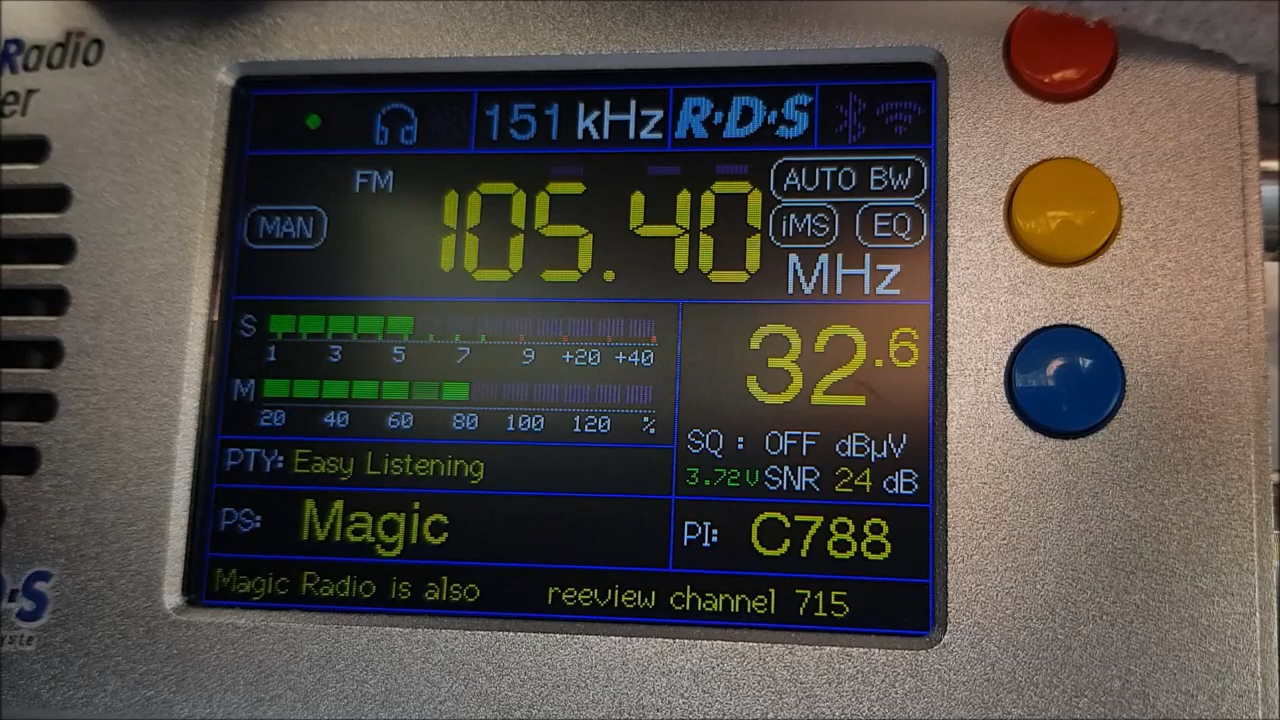 Radio
er
151 kHz R·D·S
FM
MAN
105.40
AUTO BW
iMS EQ
MHz
S
1 3 5 7 9 +20 +40
M
20 40 60 80 100 120 %
32.6
SQ : OFF dBµV
3.72V SNR 24 dB
PTY: Easy Listening
PS: Magic
PI: C788
Magic Radio is also reeview channel 715
·S